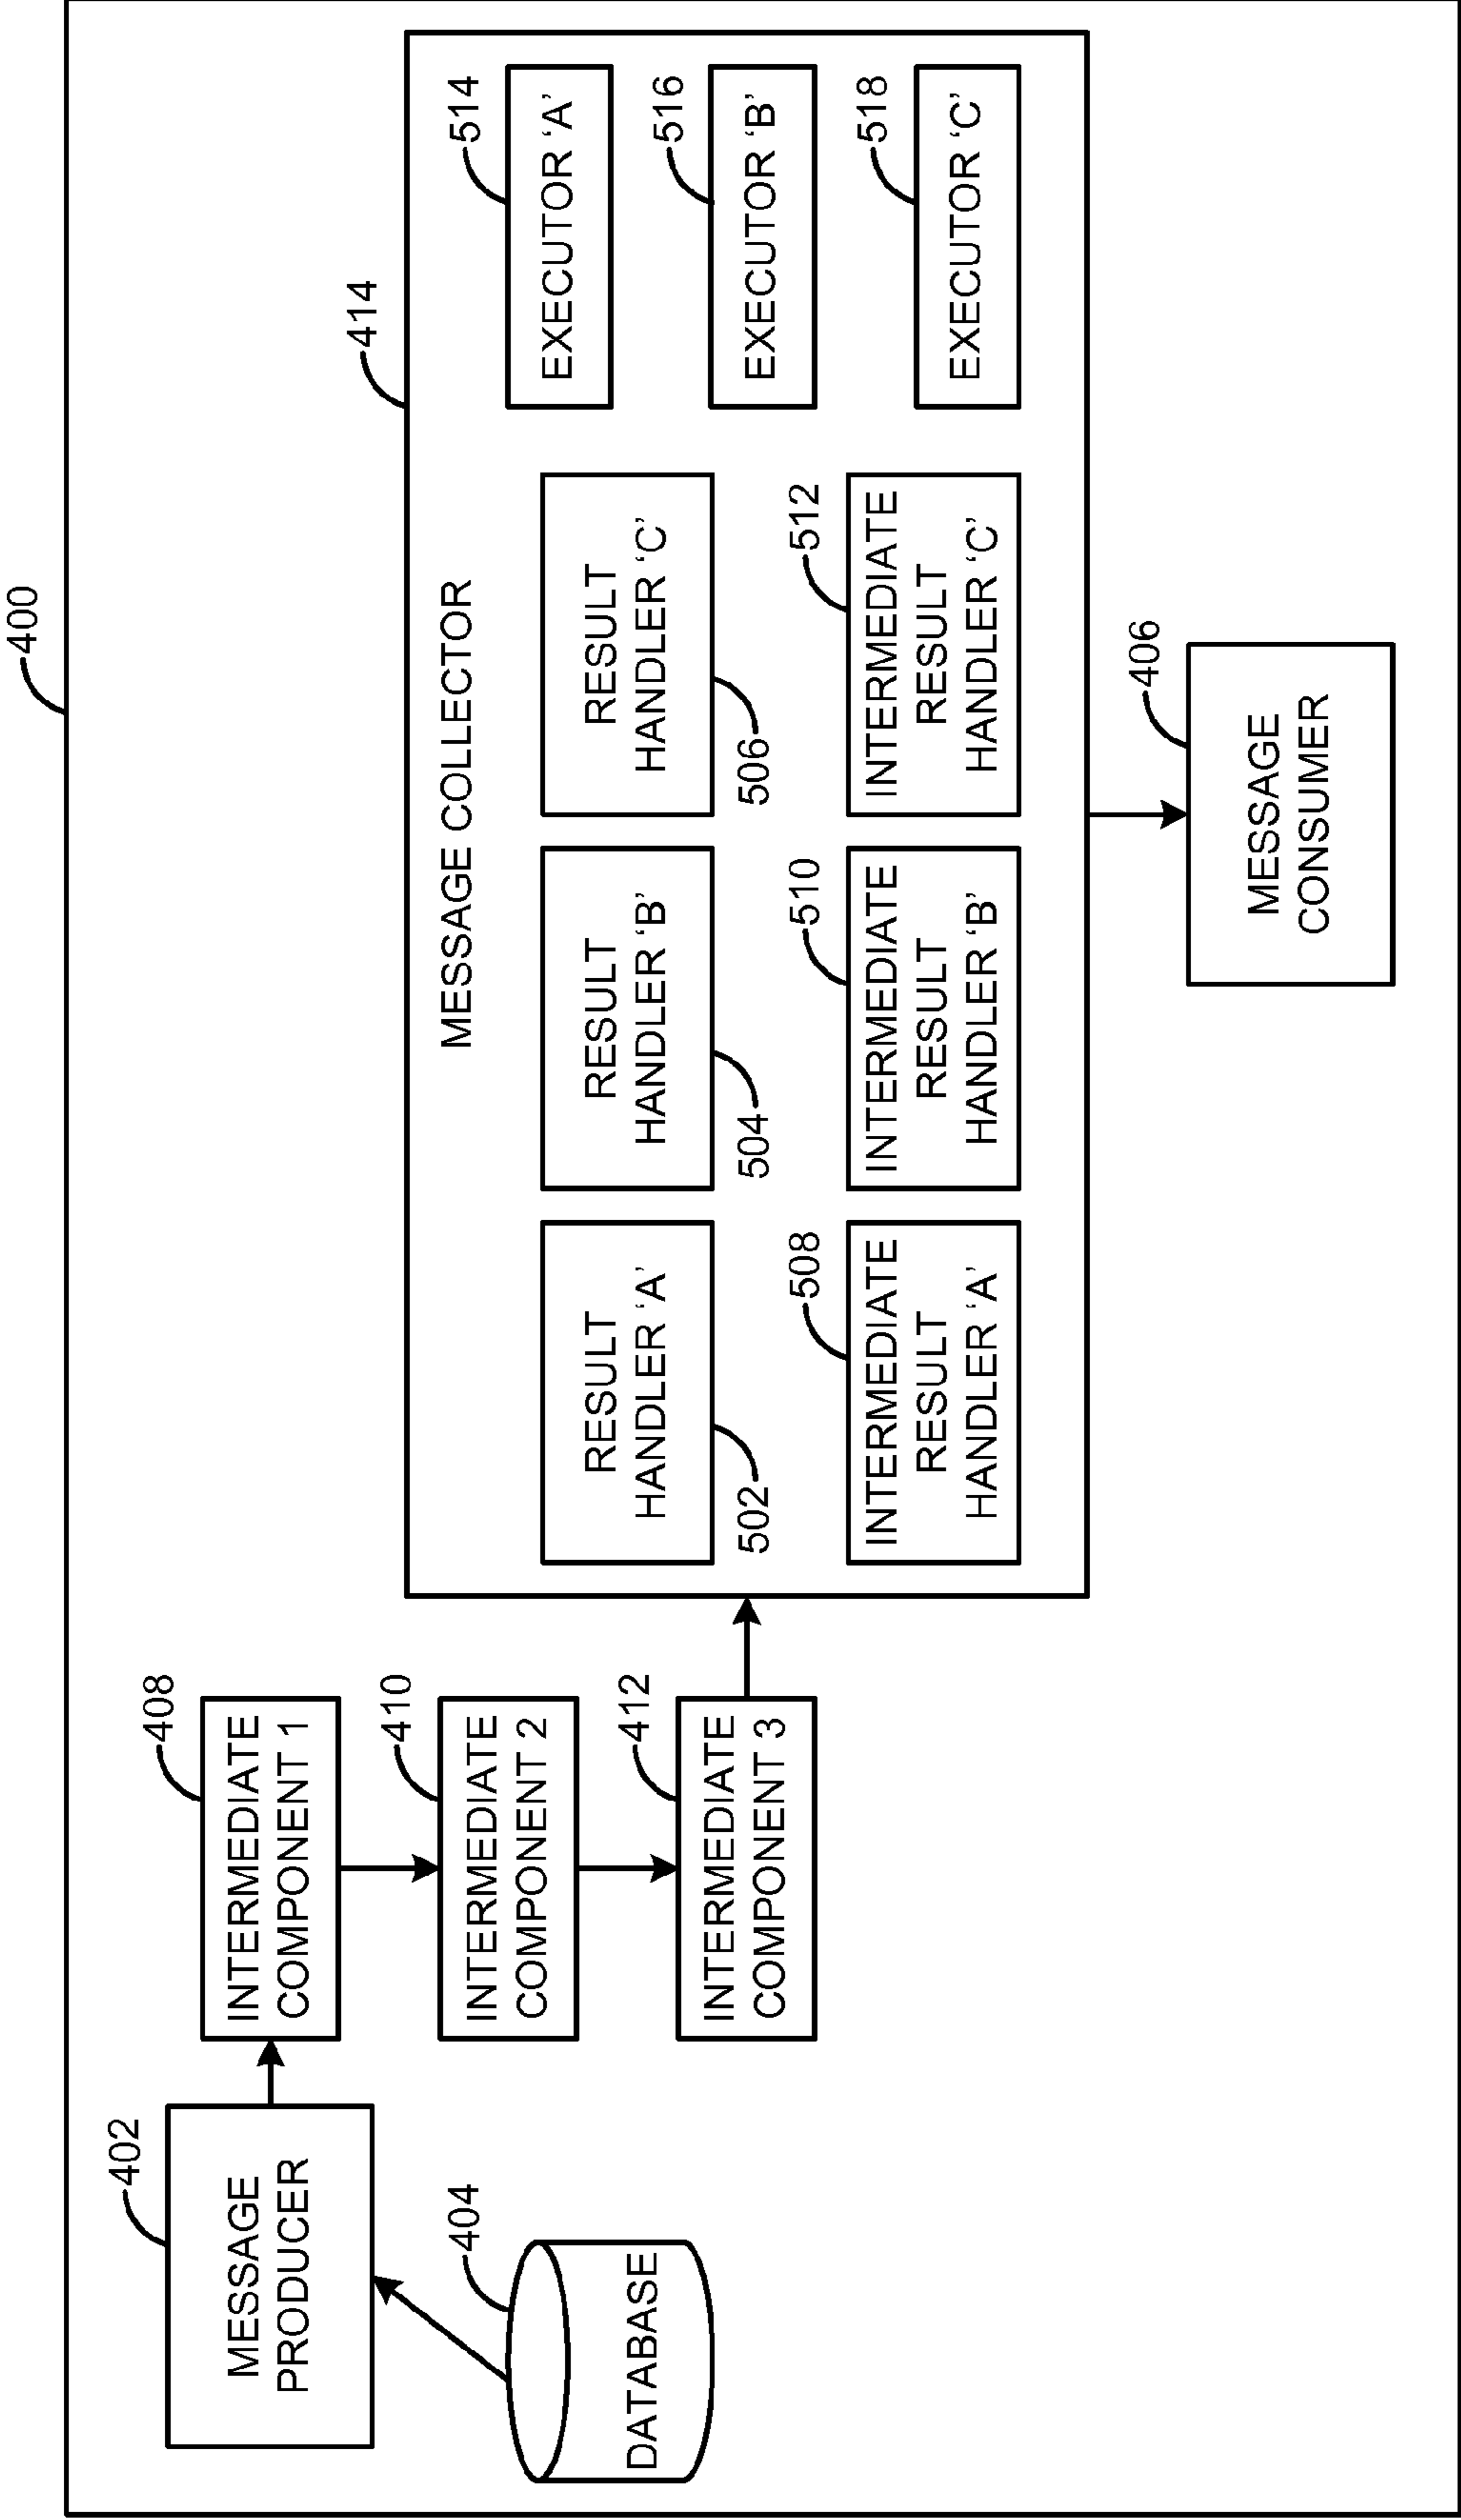 400
402
MESSAGE
PRODUCER
404
DATABASE
408
INTERMEDIATE
COMPONENT 1
410
INTERMEDIATE
COMPONENT 2
412
INTERMEDIATE
COMPONENT 3
414
MESSAGE COLLECTOR
RESULT
HANDLER ‘A’
502
RESULT
HANDLER ‘B’
504
RESULT
HANDLER ‘C’
506
508
INTERMEDIATE
RESULT
HANDLER ‘A’
510
INTERMEDIATE
RESULT
HANDLER ‘B’
512
INTERMEDIATE
RESULT
HANDLER ‘C’
514
EXECUTOR ‘A’
516
EXECUTOR ‘B’
518
EXECUTOR ‘C’
406
MESSAGE
CONSUMER